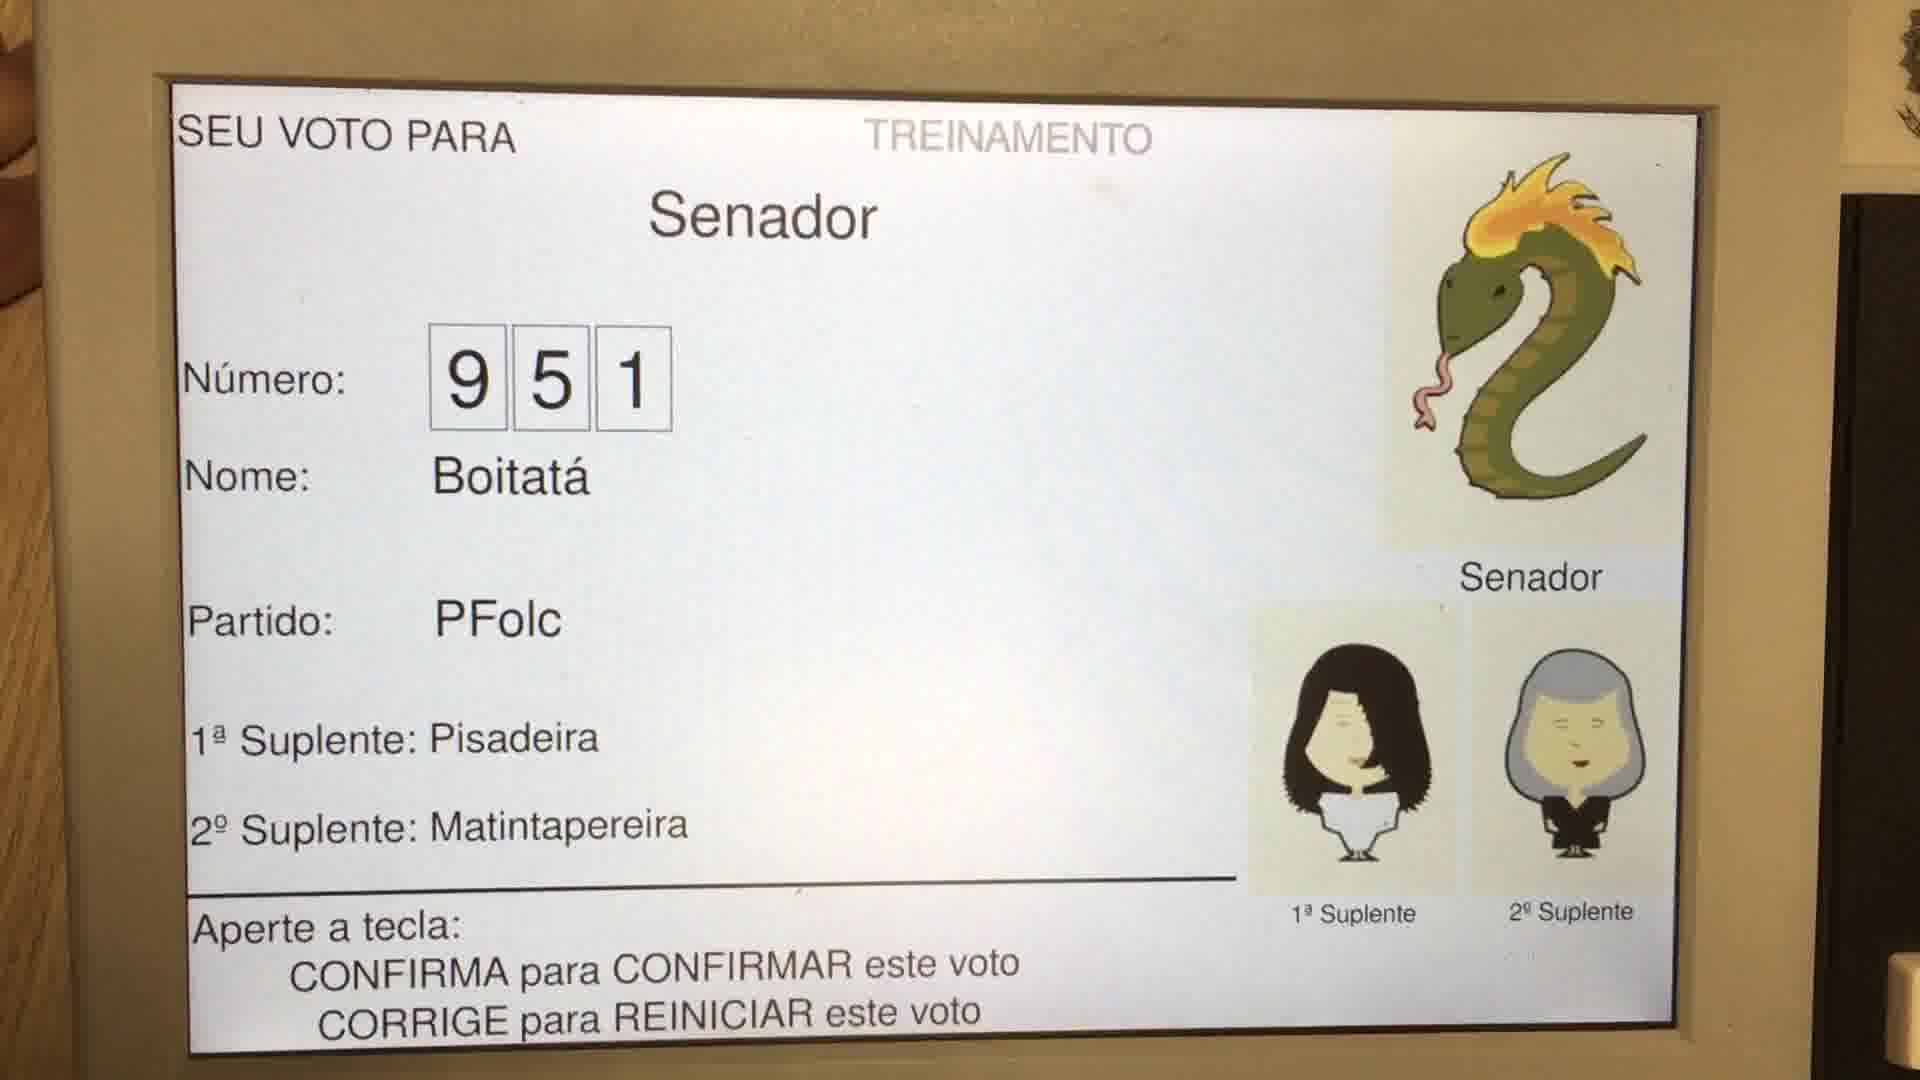 SEU VOTO PARA
TREINAMENTO
Senador
Número: 9 5 1
Nome: Boitatá
Partido: PFolc
1ª Suplente: Pisadeira
2º Suplente: Matintapereira
Senador
1ª Suplente
2º Suplente
Aperte a tecla:
CONFIRMA para CONFIRMAR este voto
CORRIGE para REINICIAR este voto